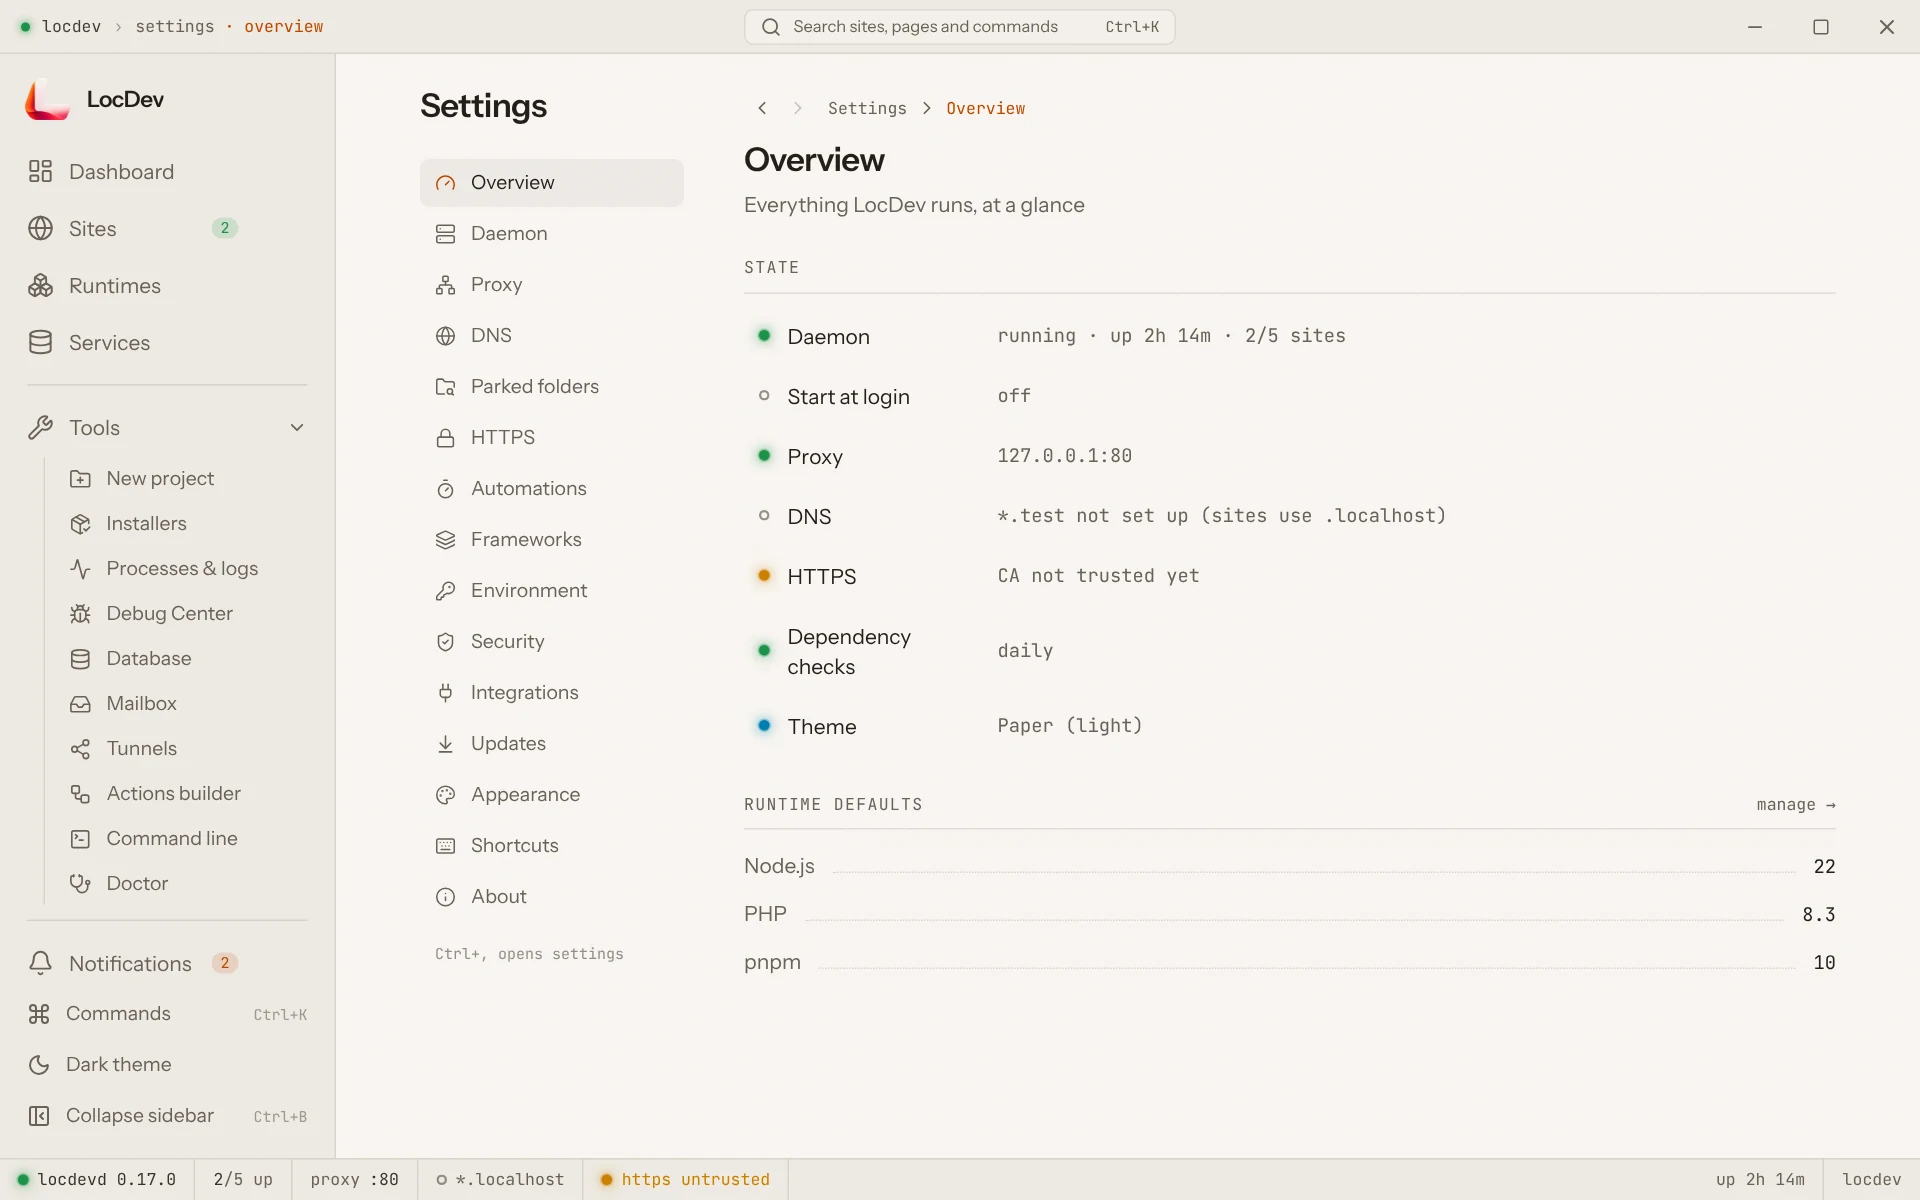 locdev › settings · overview
Search sites, pages and commands Ctrl+K
LocDev
Dashboard
Sites 2
Runtimes
Services
Tools
New project
Installers
Processes & logs
Debug Center
Database
Mailbox
Tunnels
Actions builder
Command line
Doctor
Notifications 2
Commands Ctrl+K
Dark theme
Collapse sidebar Ctrl+B
Settings
Overview
Daemon
Proxy
DNS
Parked folders
HTTPS
Automations
Frameworks
Environment
Security
Integrations
Updates
Appearance
Shortcuts
About
Ctrl+, opens settings
Settings > Overview
Overview
Everything LocDev runs, at a glance
STATE
Daemon running · up 2h 14m · 2/5 sites
Start at login off
Proxy 127.0.0.1:80
DNS *.test not set up (sites use .localhost)
HTTPS CA not trusted yet
Dependency
checks daily
Theme Paper (light)
RUNTIME DEFAULTS manage →
Node.js 22
PHP 8.3
pnpm 10
locdevd 0.17.0 2/5 up proxy :80 *.localhost https untrusted up 2h 14m locdev